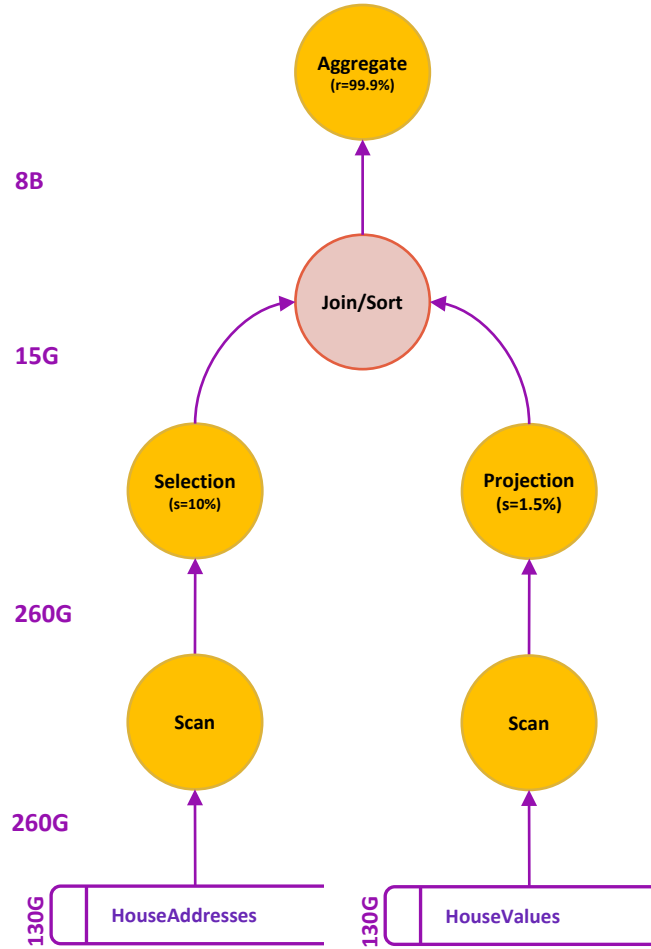 Aggregate
(r=99.9%)
8B
Join/Sort
15G
Selection
(s=10%)
Projection
(s=1.5%)
260G
Scan
Scan
260G
130G
HouseAddresses
130G
HouseValues